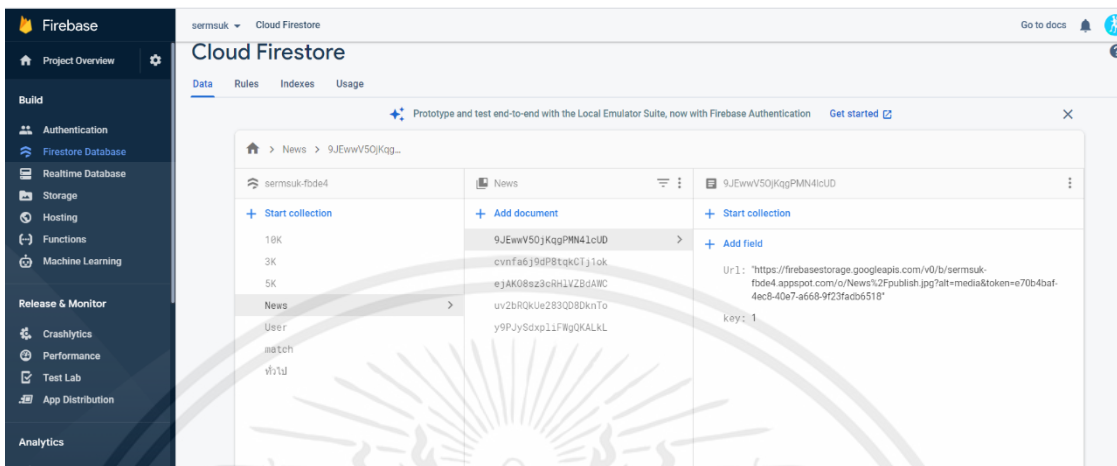 Firebase
sermsuk
Cloud Firestore
Go to docs
Project Overview
Cloud Firestore
Data
Rules
Indexes
Usage
Build
Prototype and test end-to-end with the Local Emulator Suite, now with Firebase Authentication
Get started
Authentication
Firestore Database
Realtime Database
Storage
Hosting
Functions
Machine Learning
Release & Monitor
Crashlytics
Performance
Test Lab
App Distribution
Analytics
> News > 9JEwwV5OjKqg...
sermsuk-fbde4
+ Start collection
10K
3K
5K
News
User
match
ทั่วไป
News
+ Add document
9JEwwV5OjKqgPMN4lcUD
cvnfa6j9dP8tqkCTj1ok
ejAKO8sz3cRHlVZBdAWC
uv2bRQkUe283QD8DknTo
y9PJySdxpliFWgQKALkL
9JEwwV5OjKqgPMN4lcUD
+ Start collection
+ Add field
Url: "https://firebasestorage.googleapis.com/v0/b/sermsuk-
fbde4.appspot.com/o/News%2Fpublish.jpg?alt=media&token=e70b4baf-
4ec8-40e7-a668-9f23fadb6518"
key: 1